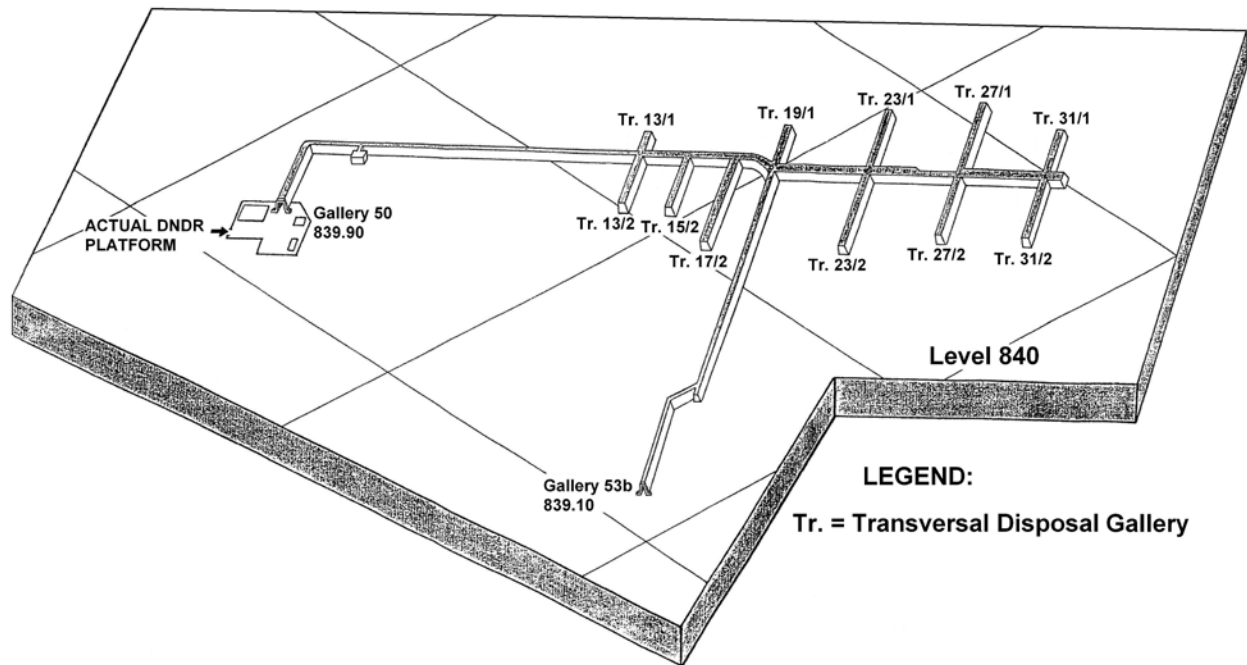 Tr. 13/1
Tr. 19/1
Tr. 23/1
Tr. 27/1
Tr. 31/1
ACTUAL DNDR
PLATFORM
Gallery 50
839.90
Tr. 13/2
Tr. 15/2
Tr. 17/2
Tr. 23/2
Tr. 27/2
Tr. 31/2
Level 840
Gallery 53b
839.10
LEGEND:
Tr. = Transversal Disposal Gallery